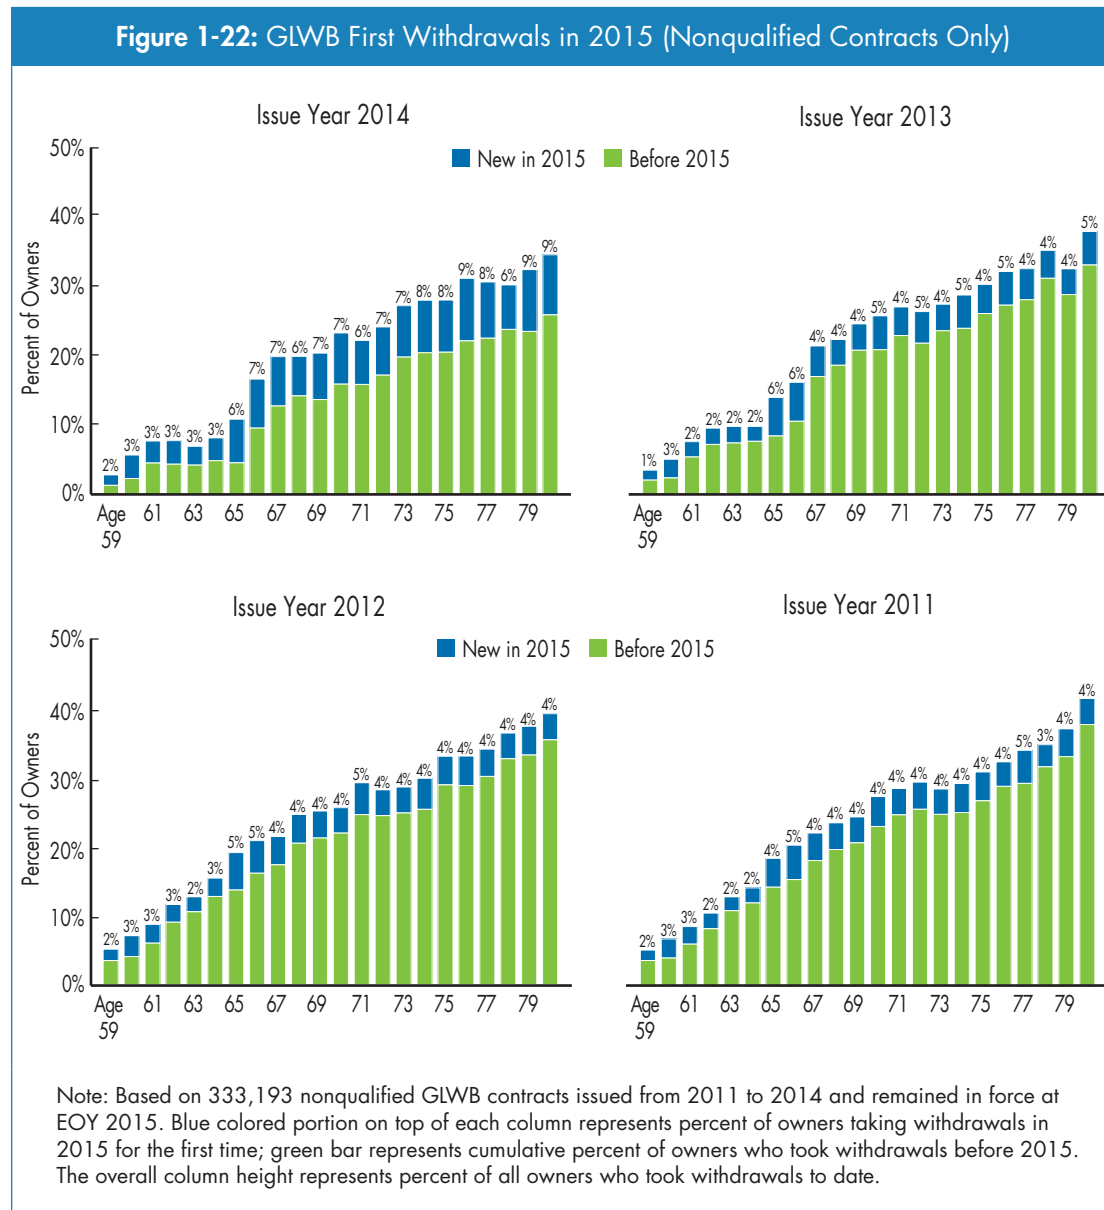 Figure 1-22: GLWB First Withdrawals in 2015 (Nonqualified Contracts Only)
Issue Year 2014
New in 2015 Before 2015
Percent of Owners
50%
40%
30%
20%
10%
0%
2% 3% 3% 3% 3% 3% 6% 7% 7% 6% 7% 7% 6% 7% 7% 8% 8% 9% 8% 6% 9% 9%
Age 61 63 65 67 69 71 73 75 77 79
59
Issue Year 2013
1% 3% 2% 2% 2% 2% 6% 6% 4% 4% 4% 5% 4% 5% 4% 5% 4% 5% 4% 4% 4% 5%
Age 61 63 65 67 69 71 73 75 77 79
59
Issue Year 2012
New in 2015 Before 2015
Percent of Owners
50%
40%
30%
20%
10%
0%
2% 3% 3% 3% 2% 3% 5% 5% 4% 4% 4% 4% 5% 4% 4% 4% 4% 4% 4% 4% 4% 4%
Age 61 63 65 67 69 71 73 75 77 79
59
Issue Year 2011
2% 3% 3% 2% 2% 2% 4% 5% 4% 4% 4% 4% 4% 4% 4% 4% 4% 4% 5% 3% 4% 4%
Age 61 63 65 67 69 71 73 75 77 79
59
Note: Based on 333,193 nonqualified GLWB contracts issued from 2011 to 2014 and remained in force at
EOY 2015. Blue colored portion on top of each column represents percent of owners taking withdrawals in
2015 for the first time; green bar represents cumulative percent of owners who took withdrawals before 2015.
The overall column height represents percent of all owners who took withdrawals to date.